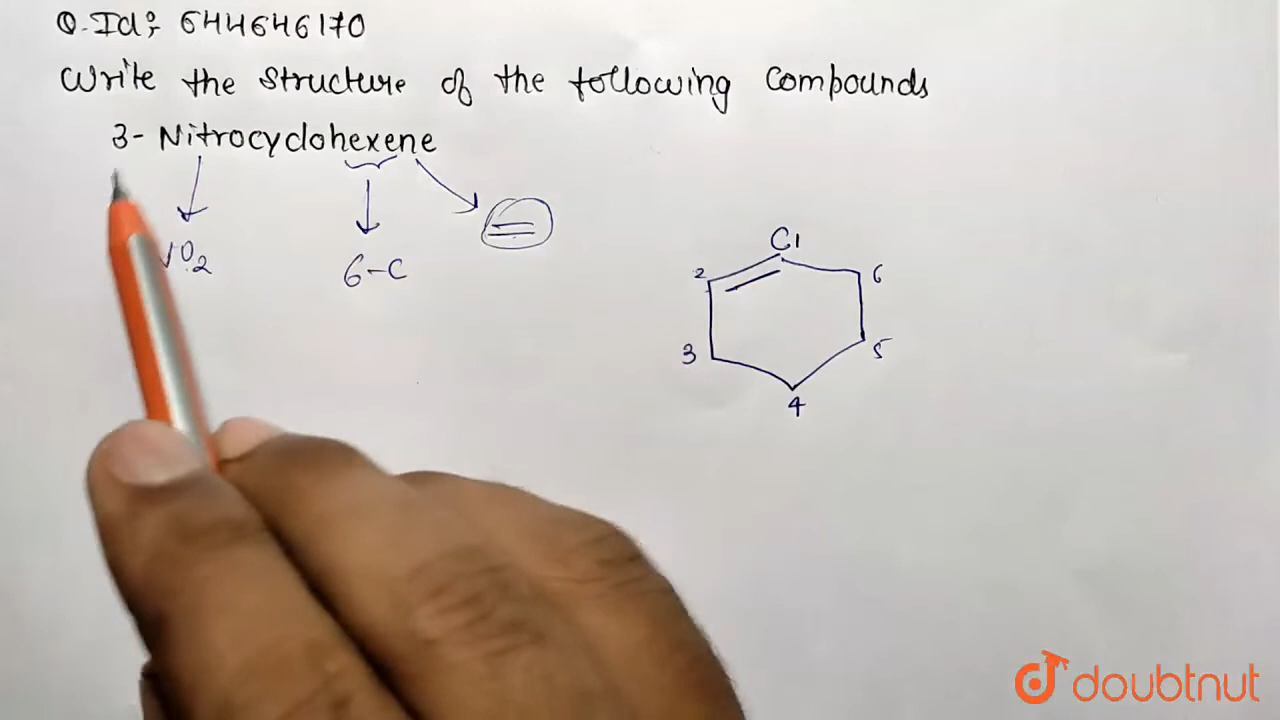 Q. Id: 644646170
Write the structure of the following compounds
3- Nitrocyclohexene
NO2
6-C
=
C1
2
6
3
5
4
doubtnut